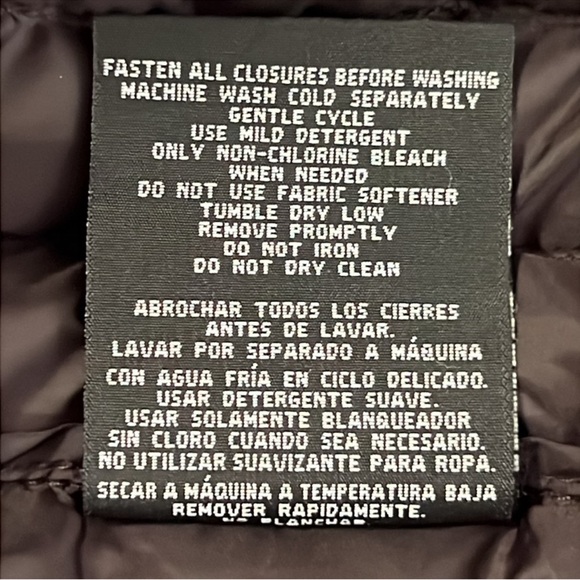 FASTEN ALL CLOSURES BEFORE WASHING
MACHINE WASH COLD SEPARATELY
GENTLE CYCLE
USE MILD DETERGENT
ONLY NON-CHLORINE BLEACH
WHEN NEEDED
DO NOT USE FABRIC SOFTENER
TUMBLE DRY LOW
REMOVE PROMPTLY
DO NOT IRON
DO NOT DRY CLEAN
ABROCHAR TODOS LOS CIERRES
ANTES DE LAVAR.
LAVAR POR SEPARADO A MÁQUINA
CON AGUA FRÍA EN CICLO DELICADO.
USAR DETERGENTE SUAVE.
USAR SOLAMENTE BLANQUEADOR
SIN CLORO CUANDO SEA NECESARIO.
NO UTILIZAR SUAVIZANTE PARA ROPA.
SECAR A MÁQUINA A TEMPERATURA BAJA
REMOVER RAPIDAMENTE.